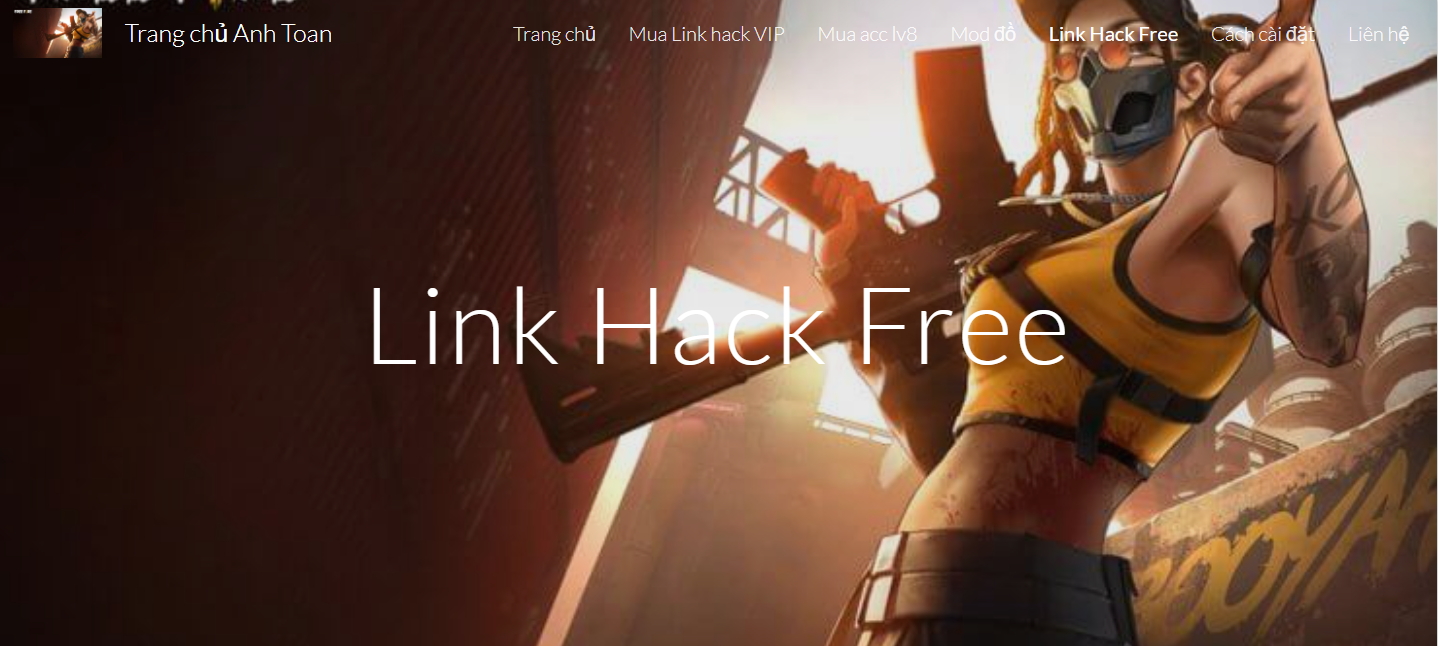 Trang chủ Anh Toan
Trang chủ
Mua Link hack VIP
Mua acc lv8
Mod đồ
Link Hack Free
Cách cài đặt
Liên hệ
Link Hack Free
BOOYAH